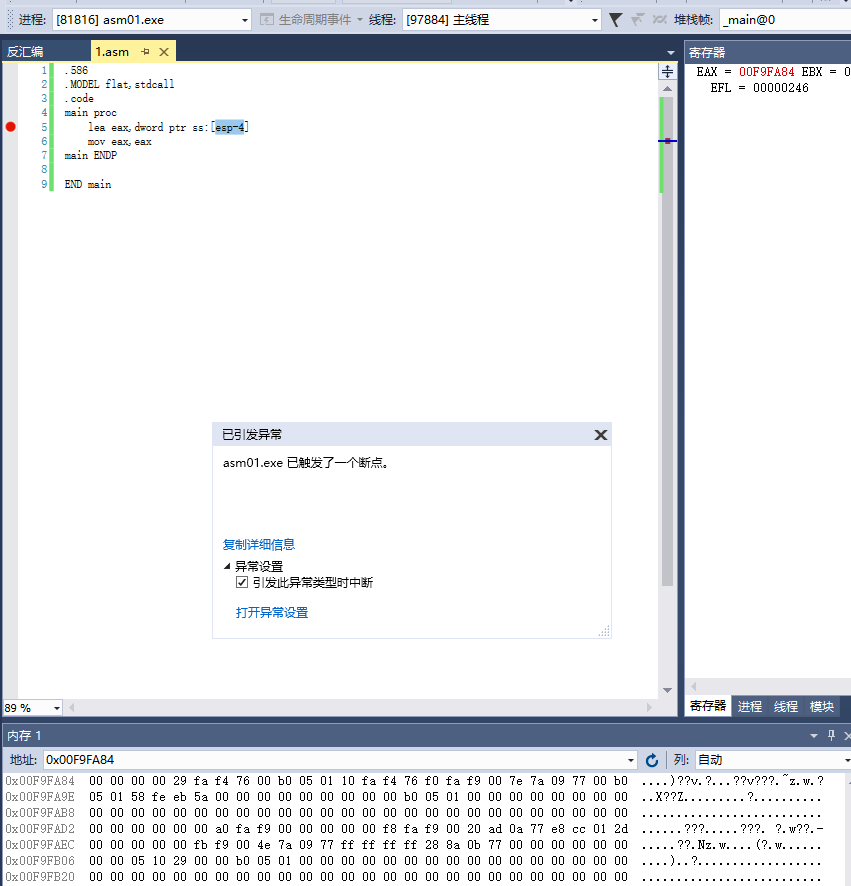 进程: [81816] asm01.exe 生命周期事件 线程: [97884] 主线程 堆栈帧: _main@0
反汇编 1.asm
寄存器
1 .586
2 .MODEL flat,stdcall
3 .code
4 main proc
5 lea eax,dword ptr ss:[esp-4]
6 mov eax,eax
7 main ENDP
8
9 END main
EAX = 00F9FA84 EBX = 0
EFL = 00000246
已引发异常
asm01.exe 已触发了一个断点。
复制详细信息
异常设置
引发此异常类型时中断
打开异常设置
89 %
寄存器 进程 线程 模块
内存 1
地址: 0x00F9FA84 列: 自动
0x00F9FA84 00 00 00 00 29 fa f4 76 00 b0 05 01 10 fa f4 76 f0 fa f9 00 7e 7a 09 77 00 b0 ....)??v.?...??v???.~z.w.?
0x00F9FA9E 05 01 58 fe eb 5a 00 00 00 00 00 00 00 00 00 b0 05 01 00 00 00 00 00 00 00 00 ..X??Z.........?..........
0x00F9FAB8 00 00 00 00 00 00 00 00 00 00 00 00 00 00 00 00 00 00 00 00 00 00 00 00 00 00 ..........................
0x00F9FAD2 00 00 00 00 00 00 a0 fa f9 00 00 00 00 00 f8 fa f9 00 20 ad 0a 77 e8 cc 01 2d ......???.....???. ?.w??.-
0x00F9FAEC 00 00 00 00 00 fb f9 00 4e 7a 09 77 ff ff ff ff 28 8a 0b 77 00 00 00 00 00 00 .....??.Nz.w....(?.w......
0x00F9FB06 00 00 05 10 29 00 00 b0 05 01 00 00 00 00 00 00 00 00 00 00 00 00 00 00 00 00 ....)..?..................
0x00F9FB20 00 00 00 00 00 00 00 00 00 00 00 00 00 00 00 00 00 00 00 00 00 00 00 00 00 00 ..........................